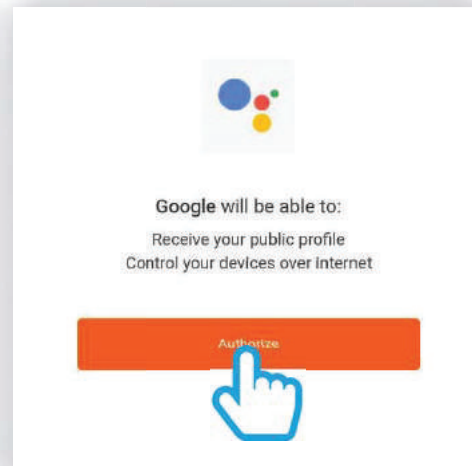 Google will be able to:
Receive your public profile
Control your devices over internet
Authorize